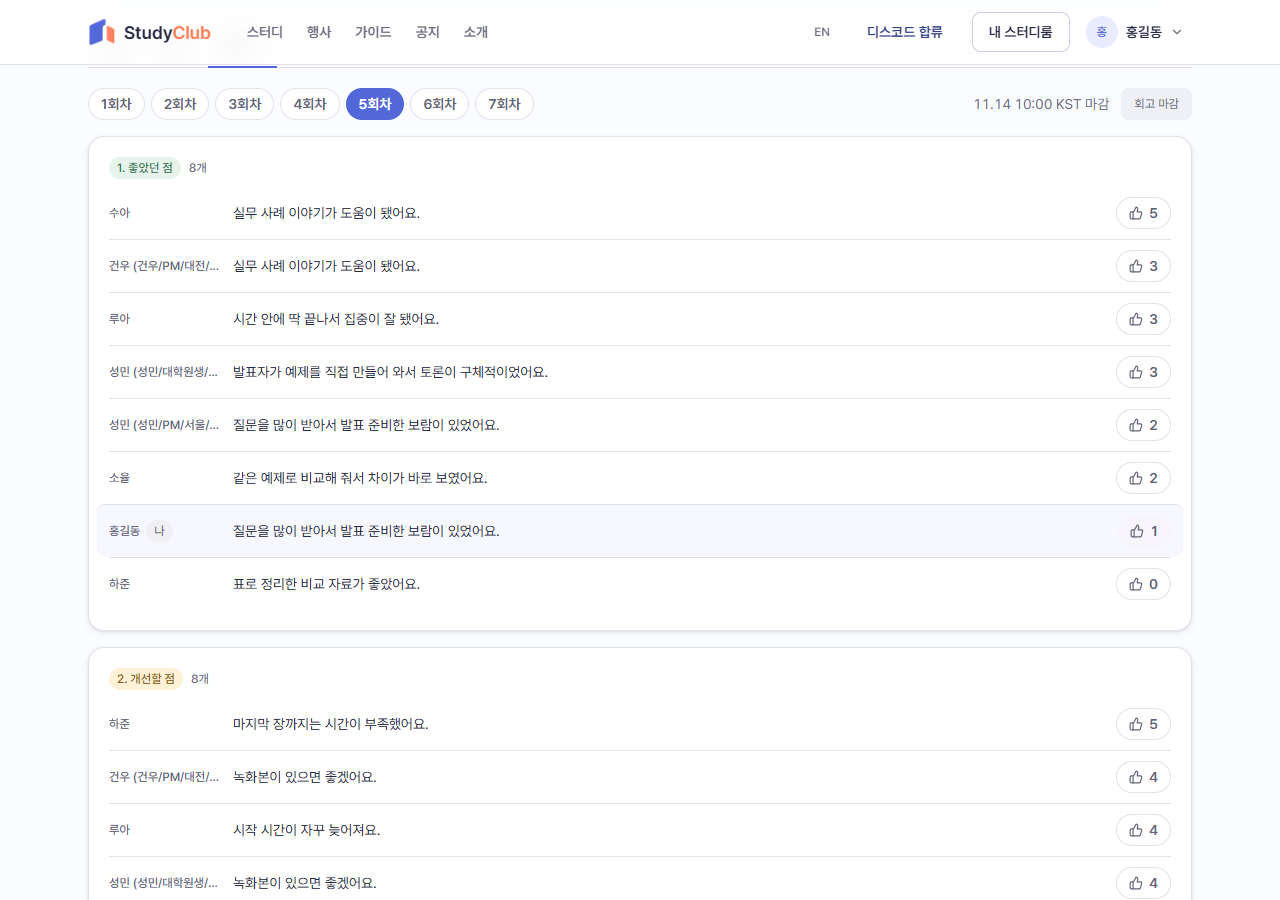 StudyClub 스터디 행사 가이드 공지 소개 EN 디스코드 합류 내 스터디룸 홍 홍길동
1회차 2회차 3회차 4회차 5회차 6회차 7회차 11.14 10:00 KST 마감 회고 마감
1. 좋았던 점 8개
수아 실무 사례 이야기가 도움이 됐어요. 5
건우 (건우/PM/대전/... 실무 사례 이야기가 도움이 됐어요. 3
루아 시간 안에 딱 끝나서 집중이 잘 됐어요. 3
성민 (성민/대학원생/... 발표자가 예제를 직접 만들어 와서 토론이 구체적이었어요. 3
성민 (성민/PM/서울/... 질문을 많이 받아서 발표 준비한 보람이 있었어요. 2
소율 같은 예제로 비교해 줘서 차이가 바로 보였어요. 2
홍길동 나 질문을 많이 받아서 발표 준비한 보람이 있었어요. 1
하준 표로 정리한 비교 자료가 좋았어요. 0
2. 개선할 점 8개
하준 마지막 장까지는 시간이 부족했어요. 5
건우 (건우/PM/대전/... 녹화본이 있으면 좋겠어요. 4
루아 시작 시간이 자꾸 늦어져요. 4
성민 (성민/대학원생/... 녹화본이 있으면 좋겠어요. 4